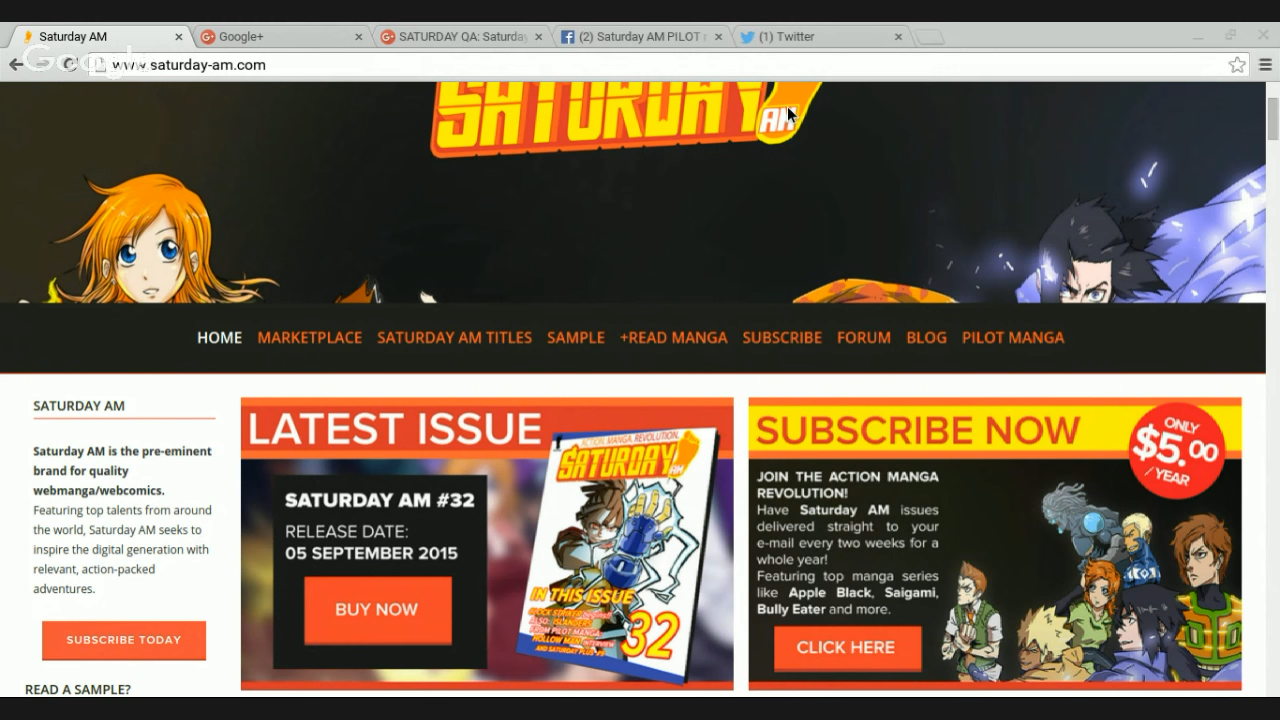 Saturday AM
Google+
SATURDAY QA: Saturday
(2) Saturday AM PILOT
(1) Twitter
www.saturday-am.com
SATURDAY AM
HOME MARKETPLACE SATURDAY AM TITLES SAMPLE +READ MANGA SUBSCRIBE FORUM BLOG PILOT MANGA
SATURDAY AM
Saturday AM is the pre-eminent
brand for quality
webmanga/webcomics.
Featuring top talents from around
the world, Saturday AM seeks to
inspire the digital generation with
relevant, action-packed
adventures.
SUBSCRIBE TODAY
READ A SAMPLE?
LATEST ISSUE
SATURDAY AM #32
RELEASE DATE:
05 SEPTEMBER 2015
BUY NOW
ACTION. MANGA. REVOLUTION.
SATURDAY AM
IN THIS ISSUE
32
AND SATURDAY PLUS #9
SUBSCRIBE NOW
ONLY
$5.00
/YEAR
JOIN THE ACTION MANGA
REVOLUTION!
Have Saturday AM issues
delivered straight to your
e-mail every two weeks for a
whole year!
Featuring top manga series
like Apple Black, Saigami,
Bully Eater and more.
CLICK HERE